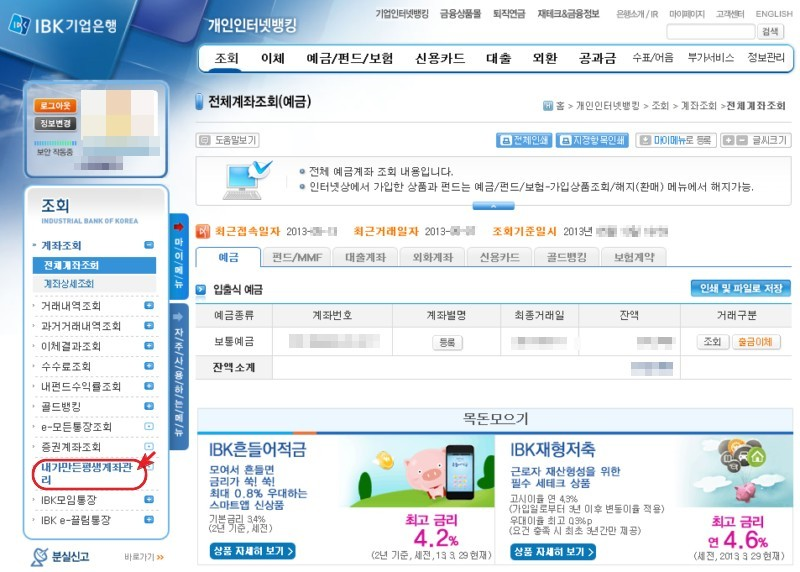 IBK 기업은행
개인인터넷뱅킹
기업인터넷뱅킹 금융상품몰 퇴직연금 재테크&금융정보 은행소개 / IR 마이페이지 고객센터 ENGLISH
검색
조회 이체 예금/펀드/보험 신용카드 대출 외환 공과금 수표/어음 부가서비스 정보관리
로그아웃
정보변경
보안 작동중
전체계좌조회(예금)
홈 > 개인인터넷뱅킹 > 조회 > 계좌조회 >전체계좌조회
도움말보기
전체인쇄 지정항목인쇄 마이메뉴로 등록 글씨크기
전체 예금계좌 조회 내용입니다.
인터넷상에서 가입한 상품과 펀드는 예금/펀드/보험-가입상품조회/해지(환매) 메뉴에서 해지가능.
최근접속일자 2013- 최근거래일자 2013- 조회기준일시 2013년
예금 펀드/MMF 대출계좌 외화계좌 신용카드 골드뱅킹 보험계약
입출식 예금
인쇄 및 파일로 저장
예금종류 계좌번호 계좌별명 최종거래일 잔액 거래구분
보통예금 등록 조회 출금이체
잔액소계
조회
INDUSTRIAL BANK OF KOREA
계좌조회
전체계좌조회
계좌상세조회
거래내역조회
과거거래내역조회
이체결과조회
수수료조회
내펀드수익률조회
골드뱅킹
e-모든통장조회
증권계좌조회
내가만든평생계좌관
리
IBK모임통장
IBK e-끌림통장
분실신고 바로가기 >>
마이메뉴
자주사용하는메뉴
목돈모으기
IBK흔들어적금
모여서 흔들면
금리가 쑥! 쑥!
최대 0.8% 우대하는
스마트앱 신상품
기본금리 3.4%
(2년 기준, 세전)
상품 자세히 보기 >
최고 금리
4.2%
(2년 기준, 세전, 13.3.29 현재)
IBK재형저축
근로자 재산형성을 위한
필수 세테크 상품
고시이율 연 4.3%
(가입일로부터 3년 이후 변동이율 적용)
우대이율 최고 0.3%p
(요건 충족 시 최초 3년간만 제공)
상품 자세히 보기 >
최고 금리
연 4.6%
(세전, 2013.3.29 현재)